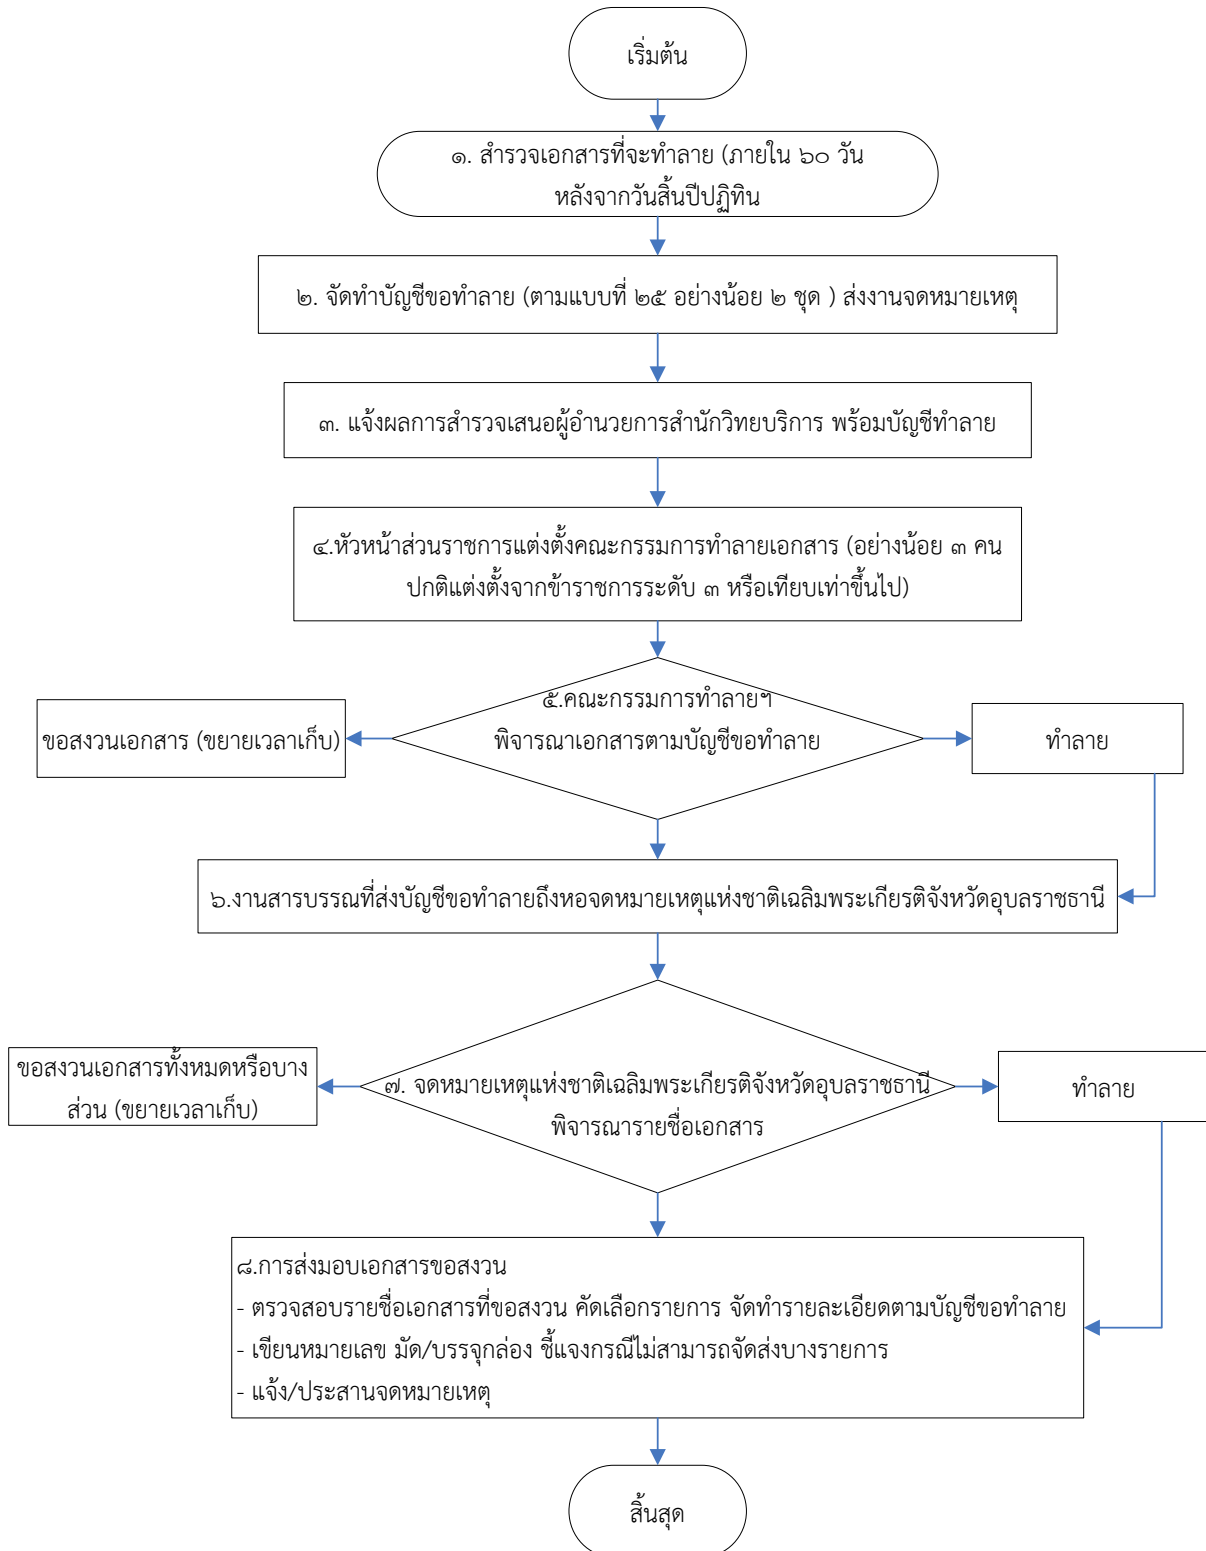 เริ่มต้น
๑. สำรวจเอกสารที่จะทำลาย (ภายใน ๖๐ วัน
หลังจากวันสิ้นปีปฏิทิน
๒. จัดทำบัญชีขอทำลาย (ตามแบบที่ ๒๕ อย่างน้อย ๒ ชุด ) ส่งงานจดหมายเหตุ
๓. แจ้งผลการสำรวจเสนอผู้อำนวยการสำนักวิทยบริการ พร้อมบัญชีทำลาย
๔.หัวหน้าส่วนราชการแต่งตั้งคณะกรรมการทำลายเอกสาร (อย่างน้อย ๓ คน
ปกติแต่งตั้งจากข้าราชการระดับ ๓ หรือเทียบเท่าขึ้นไป)
๕.คณะกรรมการทำลายฯ
พิจารณาเอกสารตามบัญชีขอทำลาย
ขอสงวนเอกสาร (ขยายเวลาเก็บ)
ทำลาย
๖.งานสารบรรณที่ส่งบัญชีขอทำลายถึงหอจดหมายเหตุแห่งชาติเฉลิมพระเกียรติจังหวัดอุบลราชธานี
๗. จดหมายเหตุแห่งชาติเฉลิมพระเกียรติจังหวัดอุบลราชธานี
พิจารณารายชื่อเอกสาร
ขอสงวนเอกสารทั้งหมดหรือบาง
ส่วน (ขยายเวลาเก็บ)
ทำลาย
๘.การส่งมอบเอกสารขอสงวน
- ตรวจสอบรายชื่อเอกสารที่ขอสงวน คัดเลือกรายการ จัดทำรายละเอียดตามบัญชีขอทำลาย
- เขียนหมายเลข มัด/บรรจุกล่อง ชี้แจงกรณีไม่สามารถจัดส่งบางรายการ
- แจ้ง/ประสานจดหมายเหตุ
สิ้นสุด